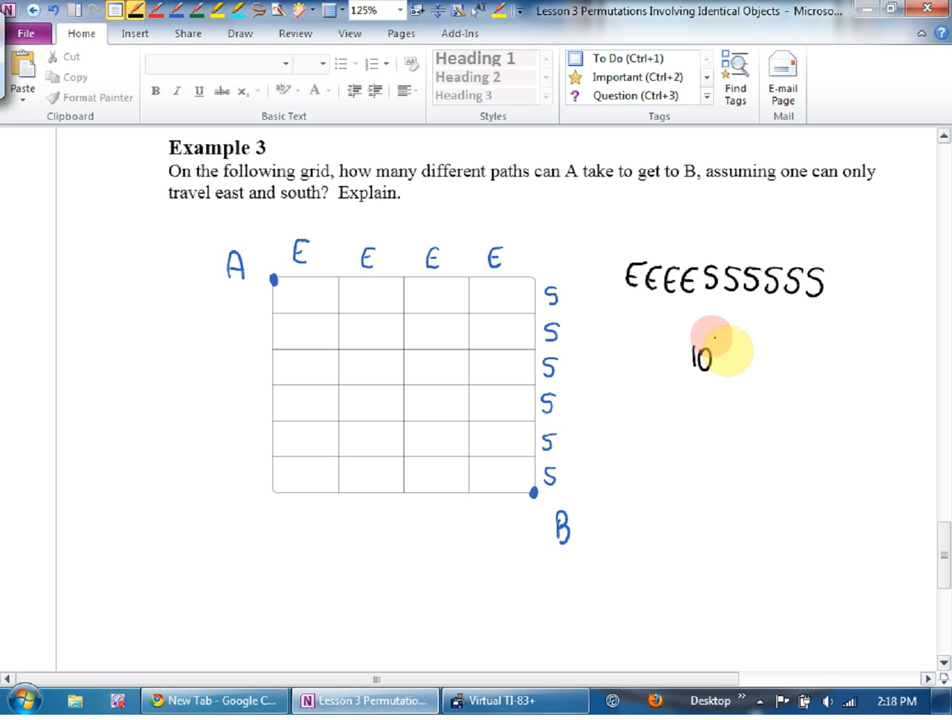 Lesson 3 Permutations Involving Identical Objects - Microso...
125%
File Home Insert Share Draw Review View Pages Add-Ins
Cut
Copy
Format Painter
Paste
Clipboard
B I U abc x₂ A
Basic Text
Heading 1
Heading 2
Heading 3
Styles
To Do (Ctrl+1)
Important (Ctrl+2)
Question (Ctrl+3)
Tags
Find Tags
E-mail Page
Mail
Example 3
On the following grid, how many different paths can A take to get to B, assuming one can only
travel east and south? Explain.
A E E E E
EEEESSSSSS
S
S
S
S
S
S
B
10
New Tab - Google C...
Lesson 3 Permutatio...
Virtual TI-83+
Desktop
2:18 PM